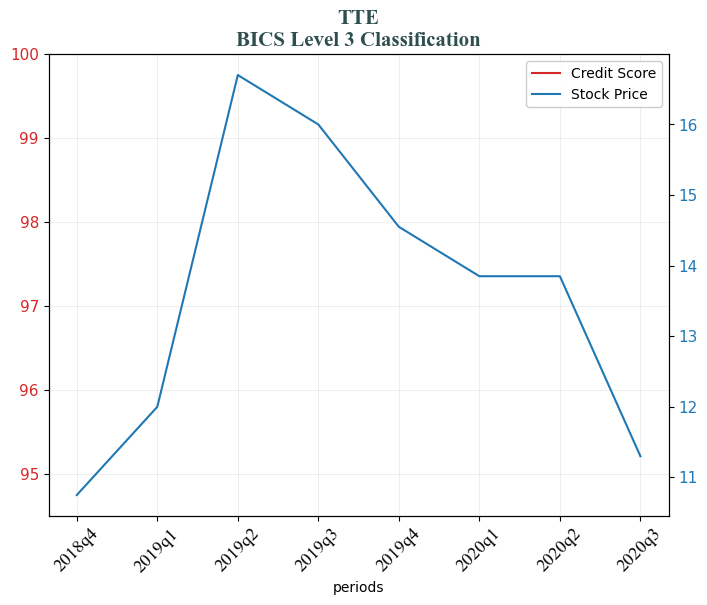 TTE
BICS Level 3 Classification
100
99
98
97
96
95
Credit Score
Stock Price
16
15
14
13
12
11
2018q4
2019q1
2019q2
2019q3
2019q4
2020q1
2020q2
2020q3
periods